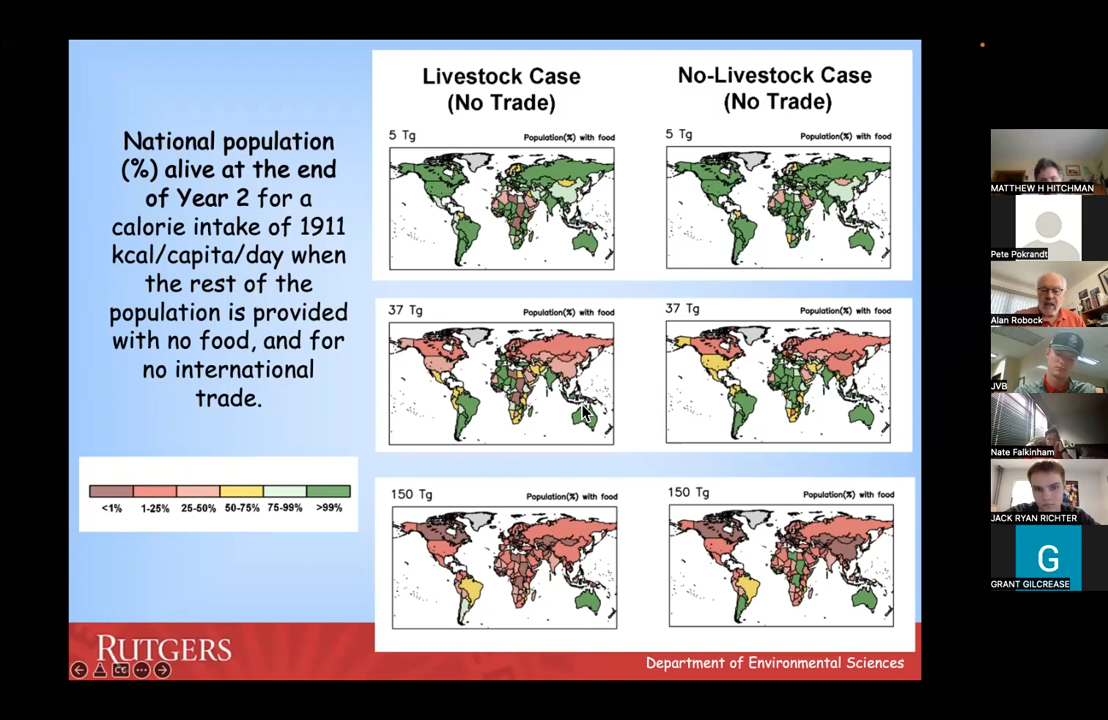 National population
(%) alive at the end
of Year 2 for a
calorie intake of 1911
kcal/capita/day when
the rest of the
population is provided
with no food, and for
no international
trade.
<1% 1-25% 25-50% 50-75% 75-99% >99%
Livestock Case
(No Trade)
No-Livestock Case
(No Trade)
5 Tg Population(%) with food
5 Tg Population(%) with food
37 Tg Population(%) with food
37 Tg Population(%) with food
150 Tg Population(%) with food
150 Tg Population(%) with food
RUTGERS
CC
Department of Environmental Sciences
MATTHEW H HITCHMAN
Pete Pokrandt
Alan Robock
JVB
Nate Falkinham
JACK RYAN RICHTER
G
GRANT GILCREASE